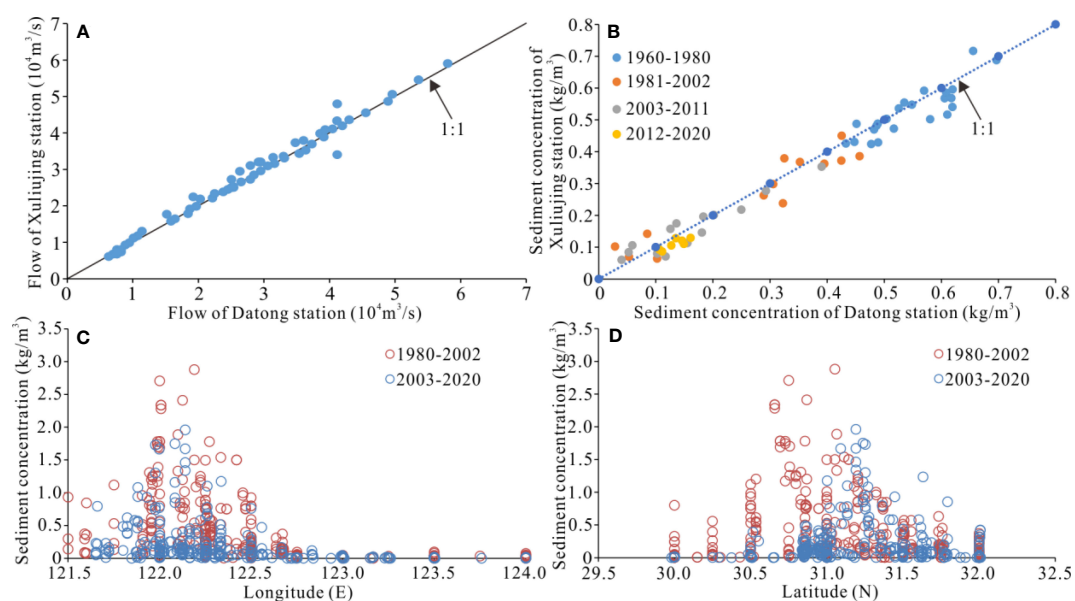 A
Flow of Xuliujing station (10⁴m³/s)
7
6
5
4
3
2
1
0
1:1
0 1 2 3 4 5 6 7
Flow of Datong station (10⁴m³/s)
B
Sediment concentration of
Xuliujing station (kg/m³)
0.8
0.7
0.6
0.5
0.4
0.3
0.2
0.1
0
1960-1980
1981-2002
2003-2011
2012-2020
1:1
0.1 0.2 0.3 0.4 0.5 0.6 0.7 0.8
Sediment concentration of Datong station (kg/m³)
C
Sediment concentration (kg/m³)
3.5
3.0
2.5
2.0
1.5
1.0
0.5
0
1980-2002
2003-2020
121.5 122.0 122.5 123.0 123.5 124.0
Longitude (E)
D
Sediment concentration (kg/m³)
3.5
3.0
2.5
2.0
1.5
1.0
0.5
0
1980-2002
2003-2020
29.5 30.0 30.5 31.0 31.5 32.0 32.5
Latitude (N)